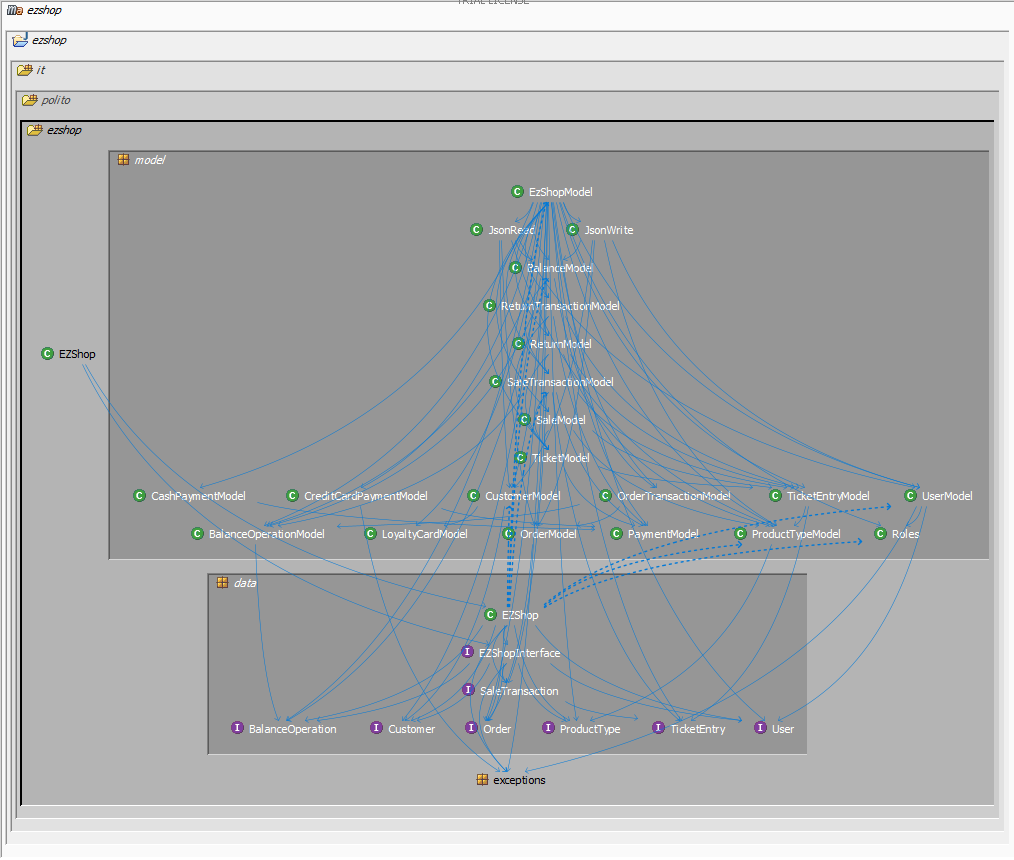 TRIAL LICENSE
ezshop
ezshop
it
polito
ezshop
model
EzShopModel
JsonRead JsonWrite
BalanceModel
ReturnTransactionModel
EZShop
ReturnModel
SaleTransactionModel
SaleModel
TicketModel
CashPaymentModel CreditCardPaymentModel CustomerModel OrderTransactionModel TicketEntryModel UserModel
BalanceOperationModel LoyaltyCardModel OrderModel PaymentModel ProductTypeModel Roles
data
EZShop
EZShopInterface
SaleTransaction
BalanceOperation Customer Order ProductType TicketEntry User
exceptions